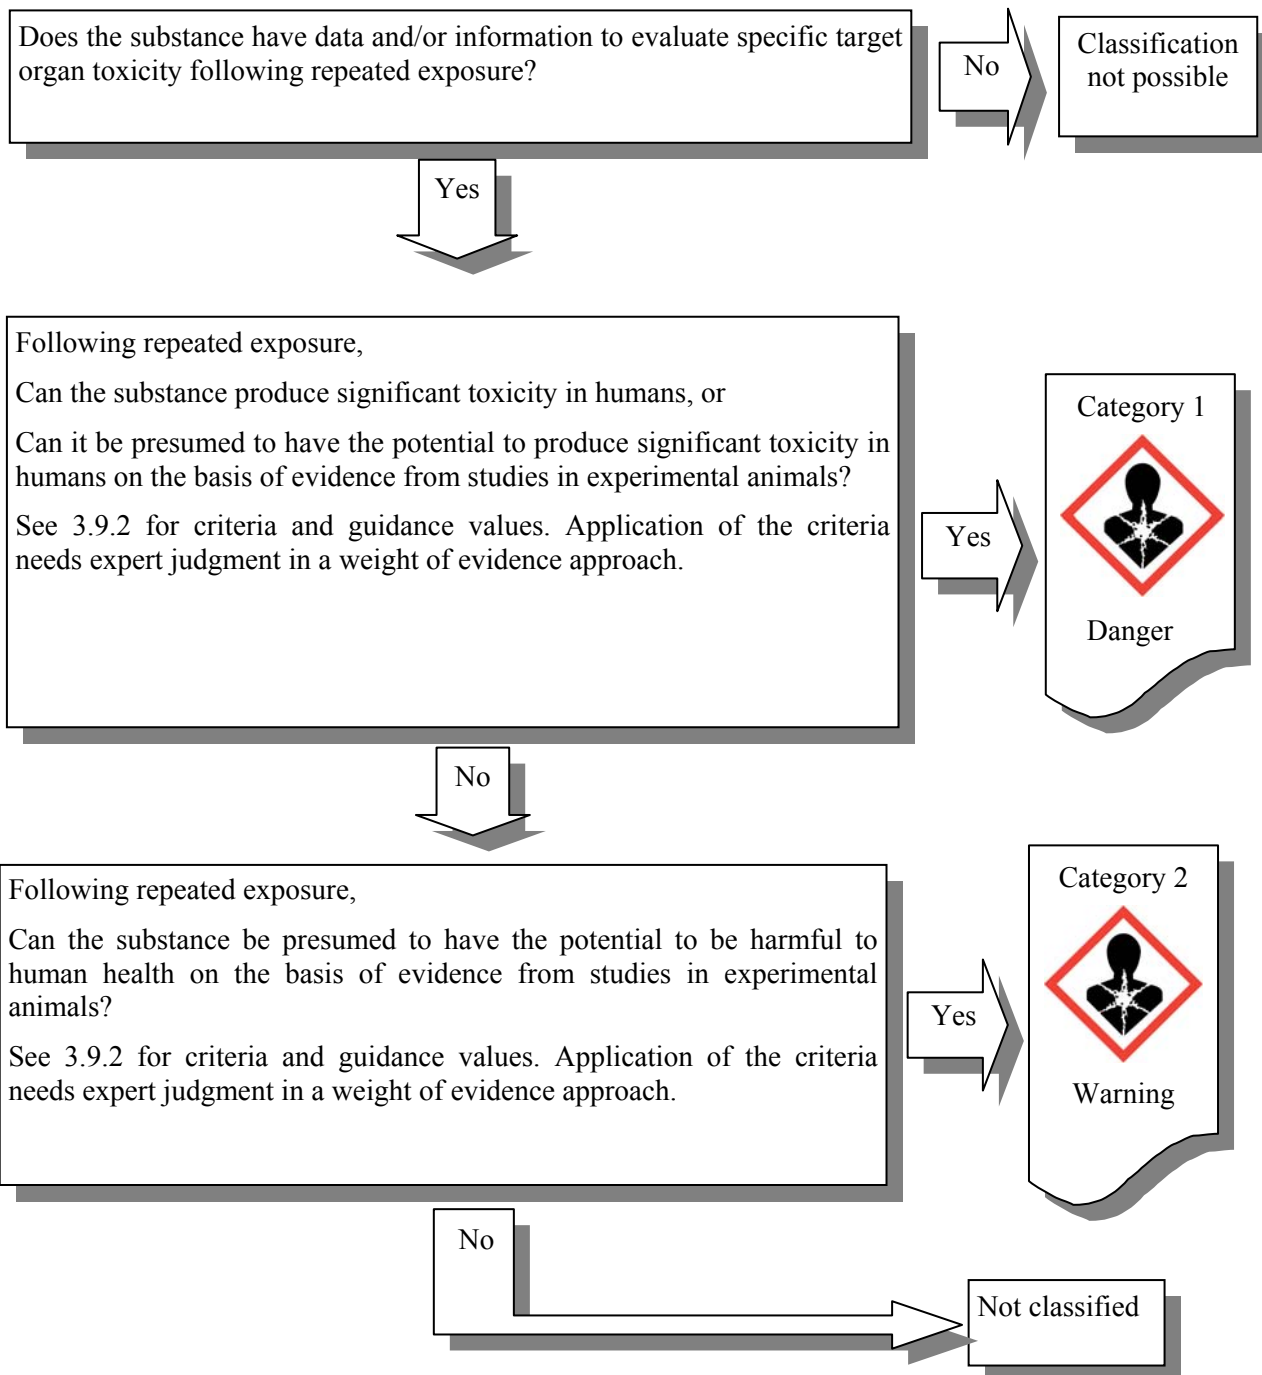 Does the substance have data and/or information to evaluate specific target
organ toxicity following repeated exposure?
No
Classification
not possible
Yes
Following repeated exposure,
Can the substance produce significant toxicity in humans, or
Can it be presumed to have the potential to produce significant toxicity in
humans on the basis of evidence from studies in experimental animals?
See 3.9.2 for criteria and guidance values. Application of the criteria
needs expert judgment in a weight of evidence approach.
Yes
Category 1
Danger
No
Following repeated exposure,
Can the substance be presumed to have the potential to be harmful to
human health on the basis of evidence from studies in experimental
animals?
See 3.9.2 for criteria and guidance values. Application of the criteria
needs expert judgment in a weight of evidence approach.
Yes
Category 2
Warning
No
Not classified